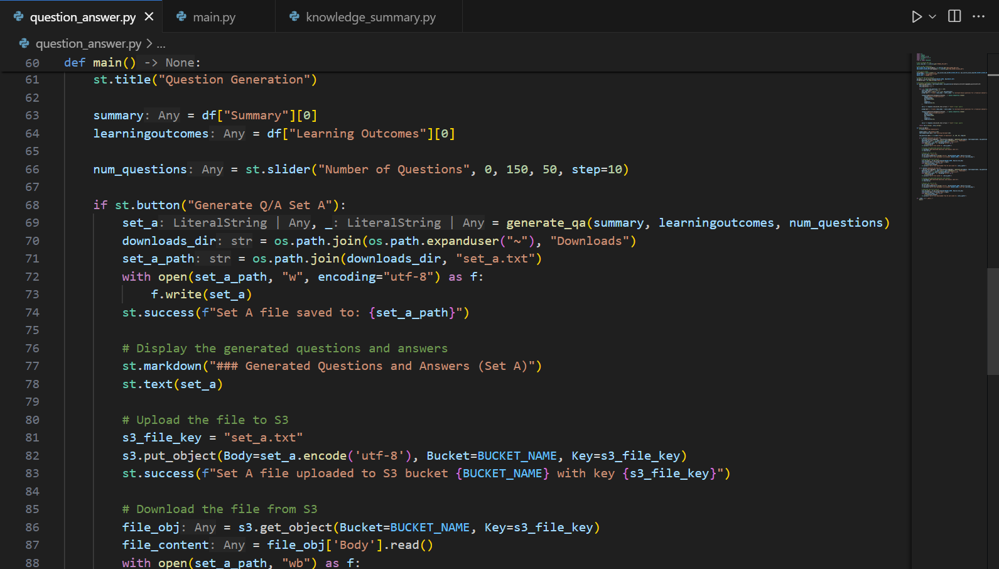 question_answer.py main.py knowledge_summary.py
question_answer.py > ...
60 def main() -> None:
61 st.title("Question Generation")
62
63 summary: Any = df["Summary"][0]
64 learningoutcomes: Any = df["Learning Outcomes"][0]
65
66 num_questions: Any = st.slider("Number of Questions", 0, 150, 50, step=10)
67
68 if st.button("Generate Q/A Set A"):
69 set_a: LiteralString | Any, _: LiteralString | Any = generate_qa(summary, learningoutcomes, num_questions)
70 downloads_dir: str = os.path.join(os.path.expanduser("~"), "Downloads")
71 set_a_path: str = os.path.join(downloads_dir, "set_a.txt")
72 with open(set_a_path, "w", encoding="utf-8") as f:
73 f.write(set_a)
74 st.success(f"Set A file saved to: {set_a_path}")
75
76 # Display the generated questions and answers
77 st.markdown("### Generated Questions and Answers (Set A)")
78 st.text(set_a)
79
80 # Upload the file to S3
81 s3_file_key = "set_a.txt"
82 s3.put_object(Body=set_a.encode('utf-8'), Bucket=BUCKET_NAME, Key=s3_file_key)
83 st.success(f"Set A file uploaded to S3 bucket {BUCKET_NAME} with key {s3_file_key}")
84
85 # Download the file from S3
86 file_obj: Any = s3.get_object(Bucket=BUCKET_NAME, Key=s3_file_key)
87 file_content: Any = file_obj['Body'].read()
88 with open(set_a_path, "wb") as f: